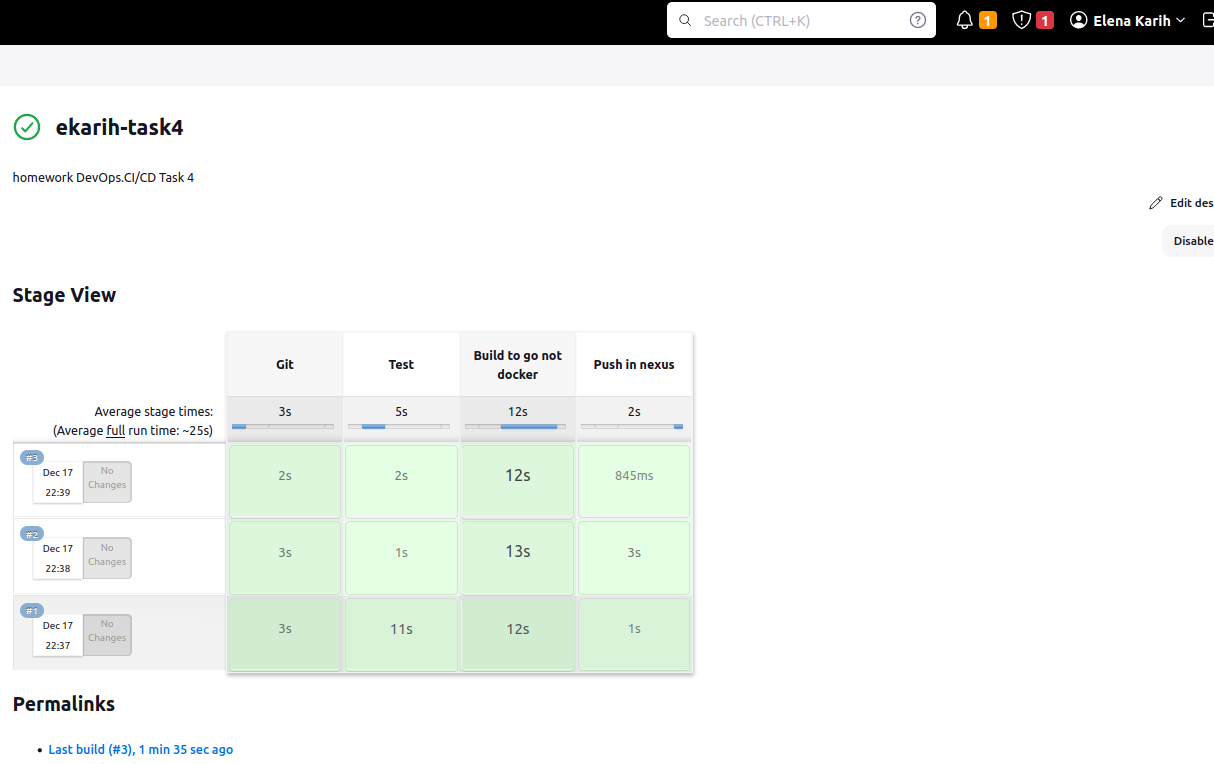 Search (CTRL+K)
?
1
1
Elena Karih
ekarih-task4
homework DevOps.CI/CD Task 4
Edit des
Disable
Stage View
Git
Test
Build to go not
docker
Push in nexus
Average stage times:
(Average full run time: ~25s)
3s
5s
12s
2s
#3
Dec 17
22:39
No
Changes
2s
2s
12s
845ms
#2
Dec 17
22:38
No
Changes
3s
1s
13s
3s
#1
Dec 17
22:37
No
Changes
3s
11s
12s
1s
Permalinks
• Last build (#3), 1 min 35 sec ago